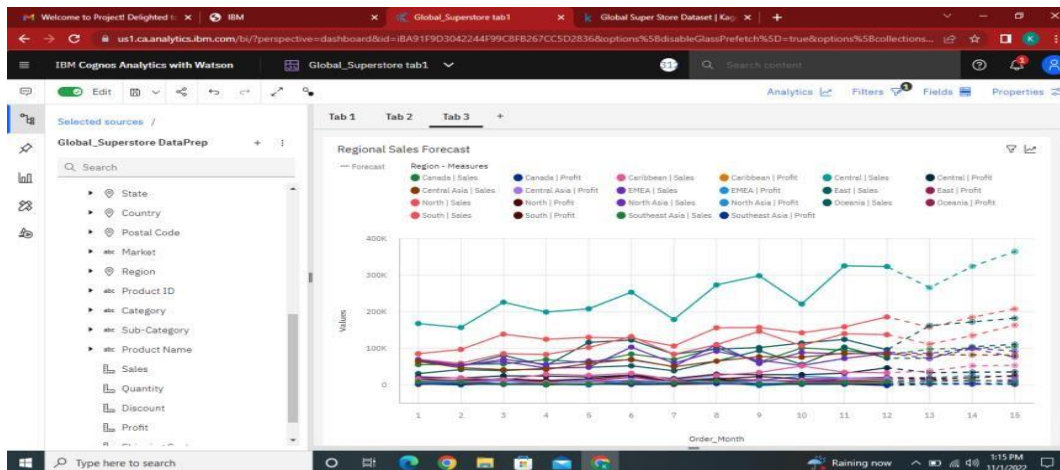 Welcome to Project! Delighted t
IBM
Global_Superstore tab1
Global Super Store Dataset | Kag
us1.ca.analytics.ibm.com/bi/?perspective=dashboard&id=iBA91F9D3042244F99C8FB267CC5D2836&options%5BdisableGlassPrefetch%5D=true&options%5Bcollections...
IBM Cognos Analytics with Watson
Global_Superstore tab1
Search content
Edit
Analytics
Filters
1
Fields
Properties
Selected sources /
Tab 1 Tab 2 Tab 3 +
Global_Superstore DataPrep
Search
State
Country
Postal Code
abc Market
Region
abc Product ID
abc Category
abc Sub-Category
abc Product Name
Sales
Quantity
Discount
Profit
Regional Sales Forecast
Forecast
Region - Measures
Canada | Sales Canada | Profit Caribbean | Sales Caribbean | Profit Central | Sales Central | Profit
Central Asia | Sales Central Asia | Profit EMEA | Sales EMEA | Profit East | Sales East | Profit
North | Sales North | Profit North Asia | Sales North Asia | Profit Oceania | Sales Oceania | Profit
South | Sales South | Profit Southeast Asia | Sales Southeast Asia | Profit
400K
300K
200K
100K
0
Values
1 2 3 4 5 6 7 8 9 10 11 12 13 14 15
Order_Month
Type here to search
Raining now
1:15 PM
11/1/2022